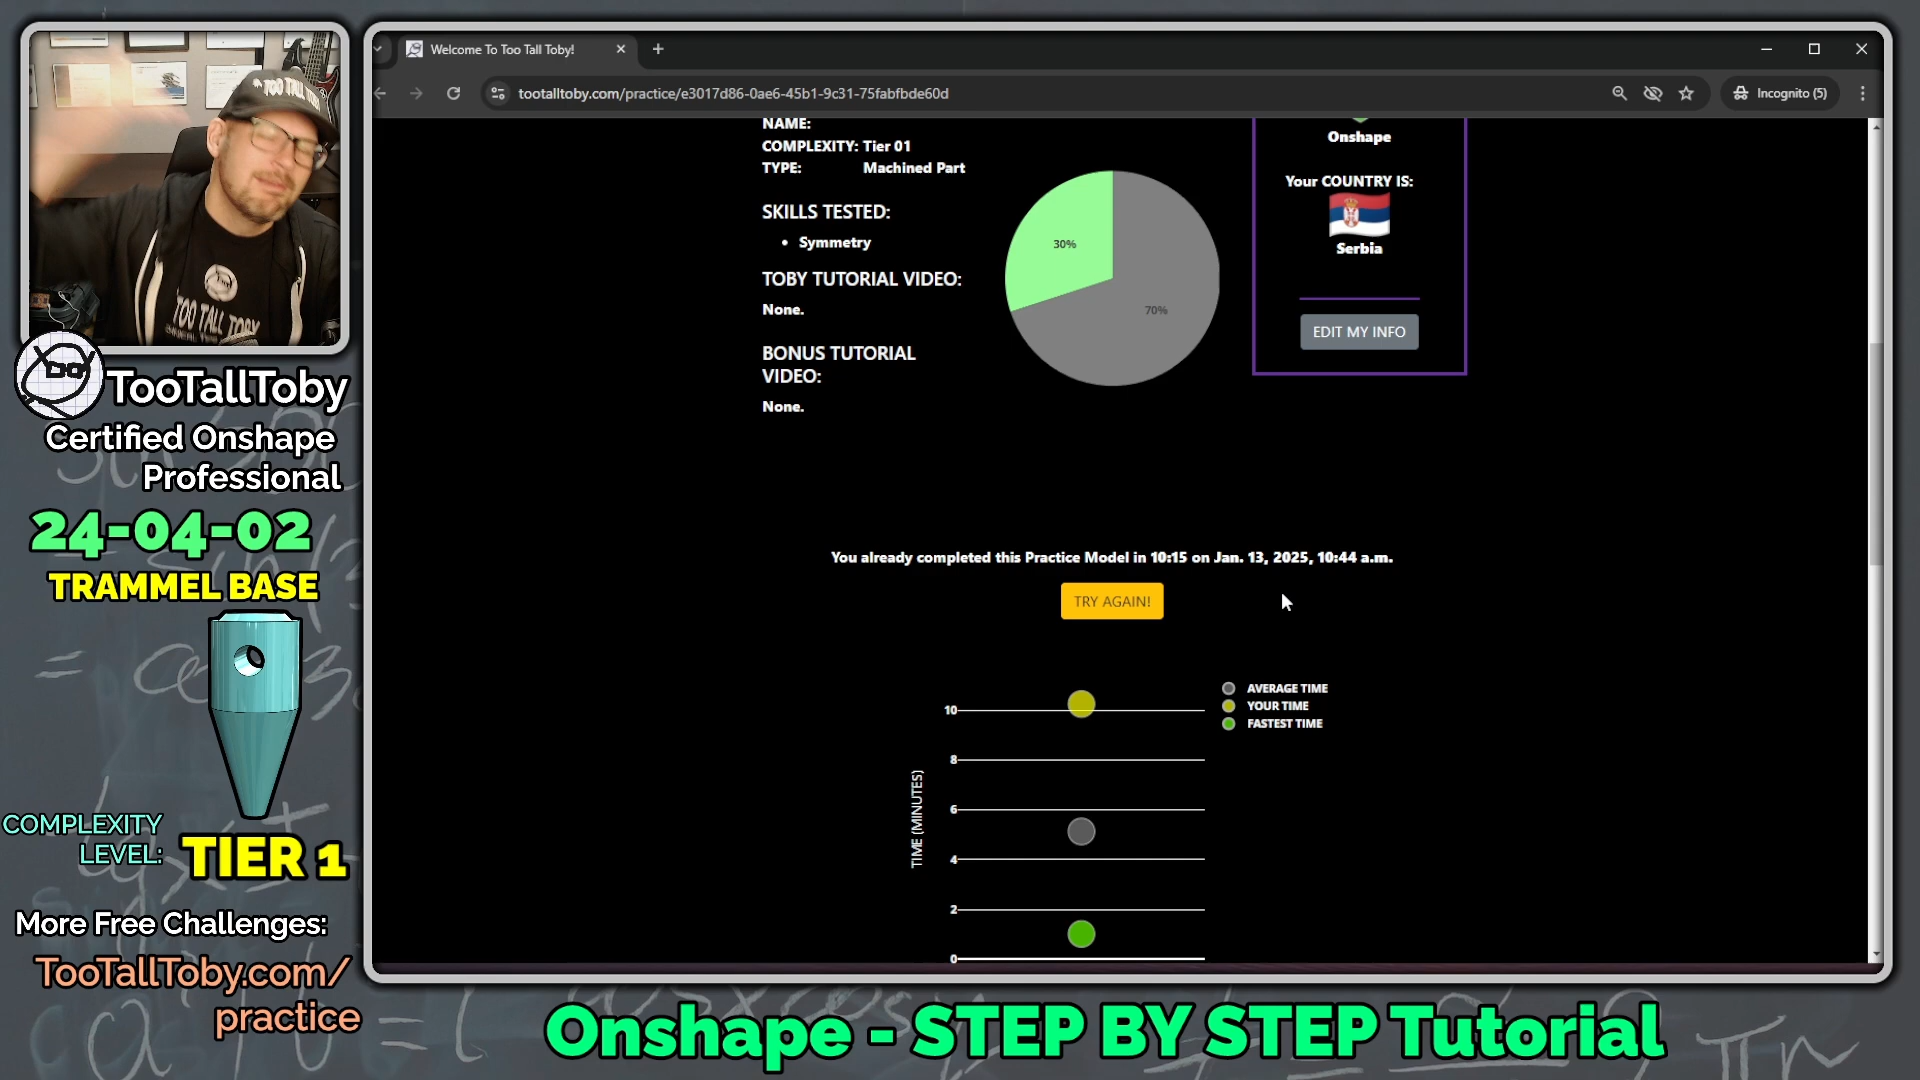 Welcome To Too Tall Toby!
tootalltoby.com/practice/e3017d86-0ae6-45b1-9c31-75fabfbde60d
Incognito (5)
TOO TALL TOBY
TooTallToby
Certified Onshape
Professional
24-04-02
TRAMMEL BASE
COMPLEXITY
LEVEL:
TIER 1
More Free Challenges:
TooTallToby.com/
practice
NAME:
COMPLEXITY: Tier 01
TYPE: Machined Part
SKILLS TESTED:
• Symmetry
TOBY TUTORIAL VIDEO:
None.
BONUS TUTORIAL
VIDEO:
None.
30%
70%
Onshape
Your COUNTRY IS:
Serbia
EDIT MY INFO
You already completed this Practice Model in 10:15 on Jan. 13, 2025, 10:44 a.m.
TRY AGAIN!
AVERAGE TIME
YOUR TIME
FASTEST TIME
TIME (MINUTES)
10
8
6
4
2
0
Onshape - STEP BY STEP Tutorial